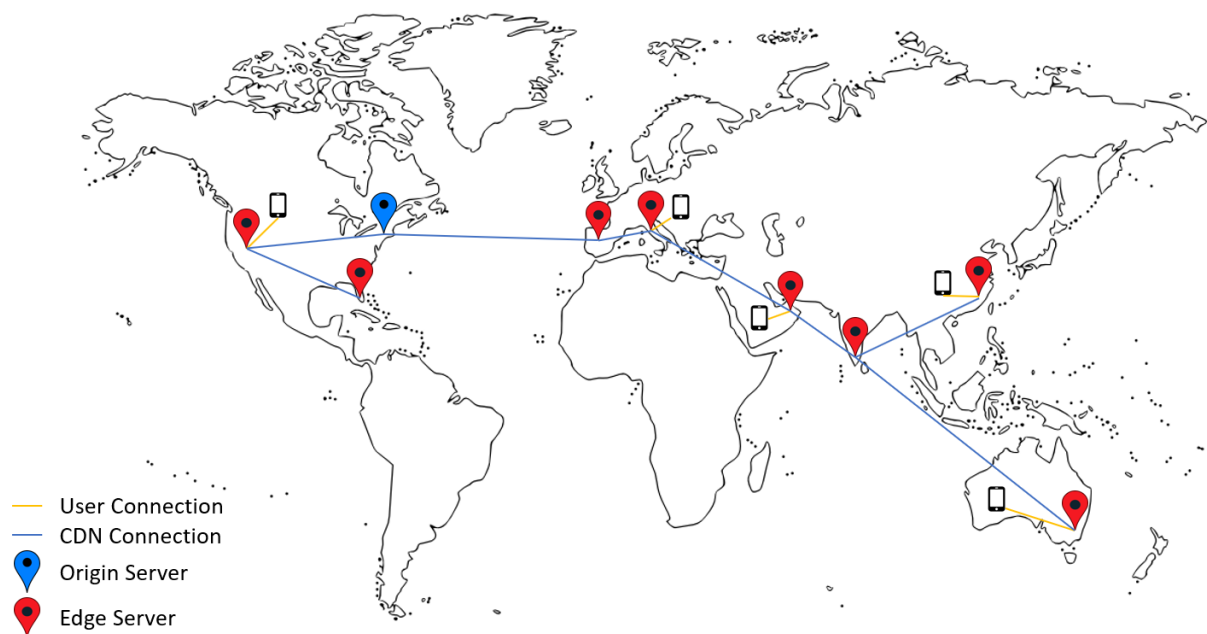 User Connection
CDN Connection
Origin Server
Edge Server